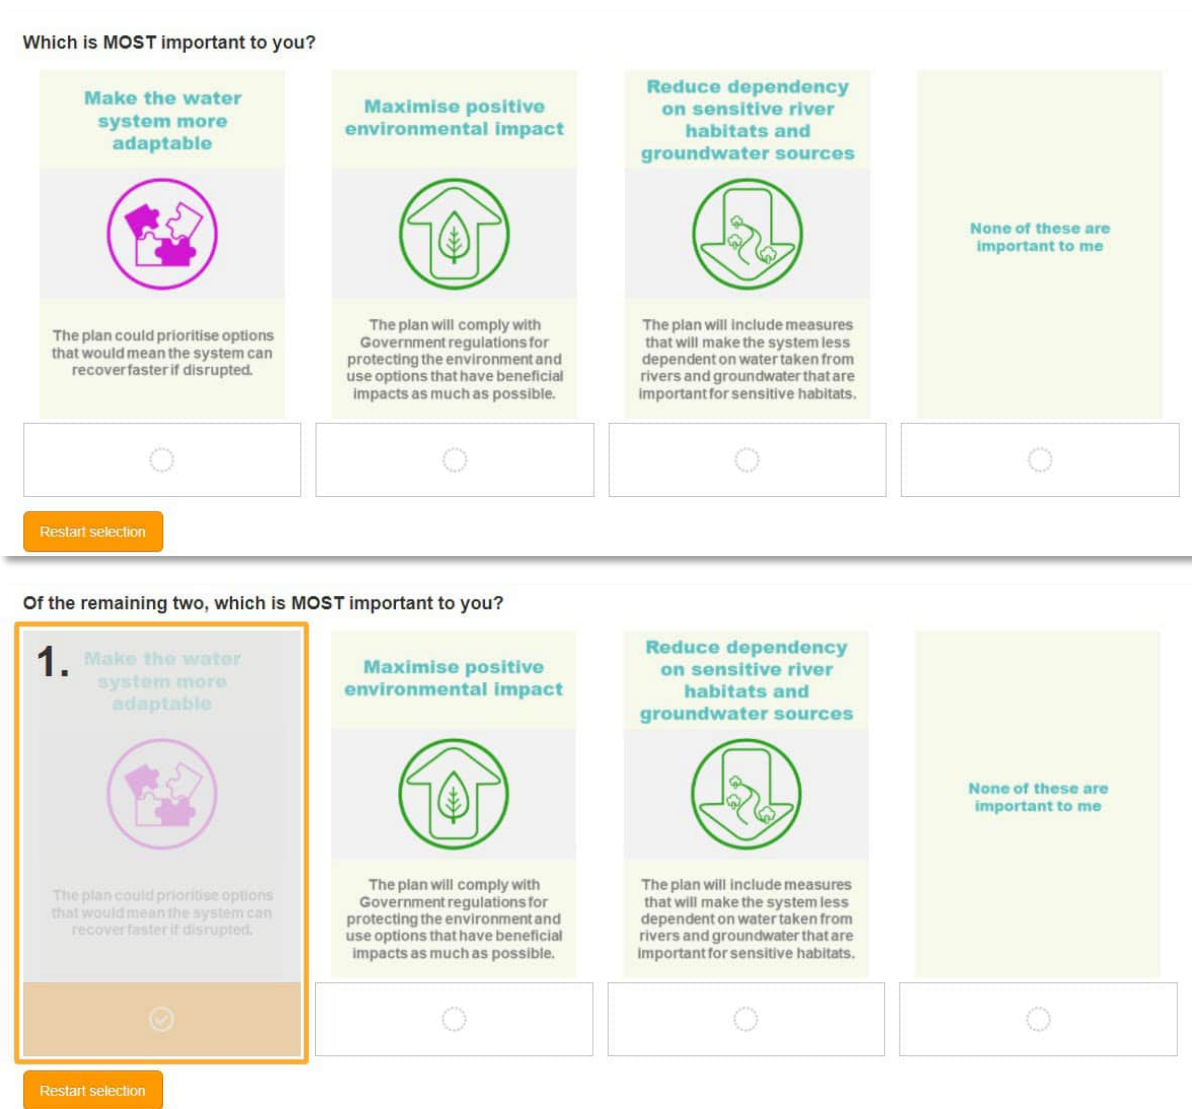 Which is MOST important to you?
Make the water
system more
adaptable
The plan could prioritise options
that would mean the system can
recover faster if disrupted.
Maximise positive
environmental impact
The plan will comply with
Government regulations for
protecting the environment and
use options that have beneficial
impacts as much as possible.
Reduce dependency
on sensitive river
habitats and
groundwater sources
The plan will include measures
that will make the system less
dependent on water taken from
rivers and groundwater that are
important for sensitive habitats.
None of these are
important to me
Restart selection
Of the remaining two, which is MOST important to you?
1.
Make the water
system more
adaptable
The plan could prioritise options
that would mean the system can
recover faster if disrupted.
Maximise positive
environmental impact
The plan will comply with
Government regulations for
protecting the environment and
use options that have beneficial
impacts as much as possible.
Reduce dependency
on sensitive river
habitats and
groundwater sources
The plan will include measures
that will make the system less
dependent on water taken from
rivers and groundwater that are
important for sensitive habitats.
None of these are
important to me
Restart selection